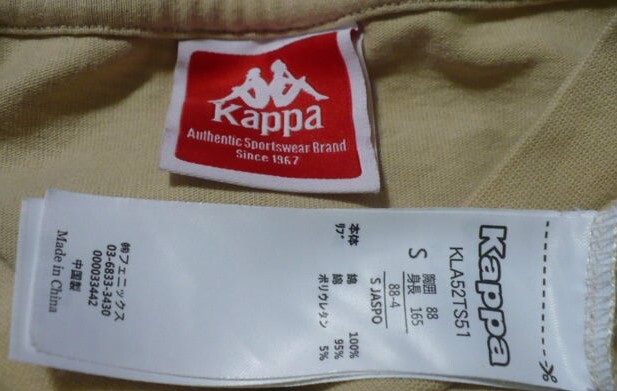 Kappa
Authentic Sportswear Brand
Since 1967
Kappa
KLA52TS51
S
胸囲 88
身長 165
88-4
S JASPO
本体 綿 100%
ﾘﾌﾞ 綿 95%
ポリウレタン 5%
㈱フェニックス
03-6833-3430
000033442
中国製
Made in China